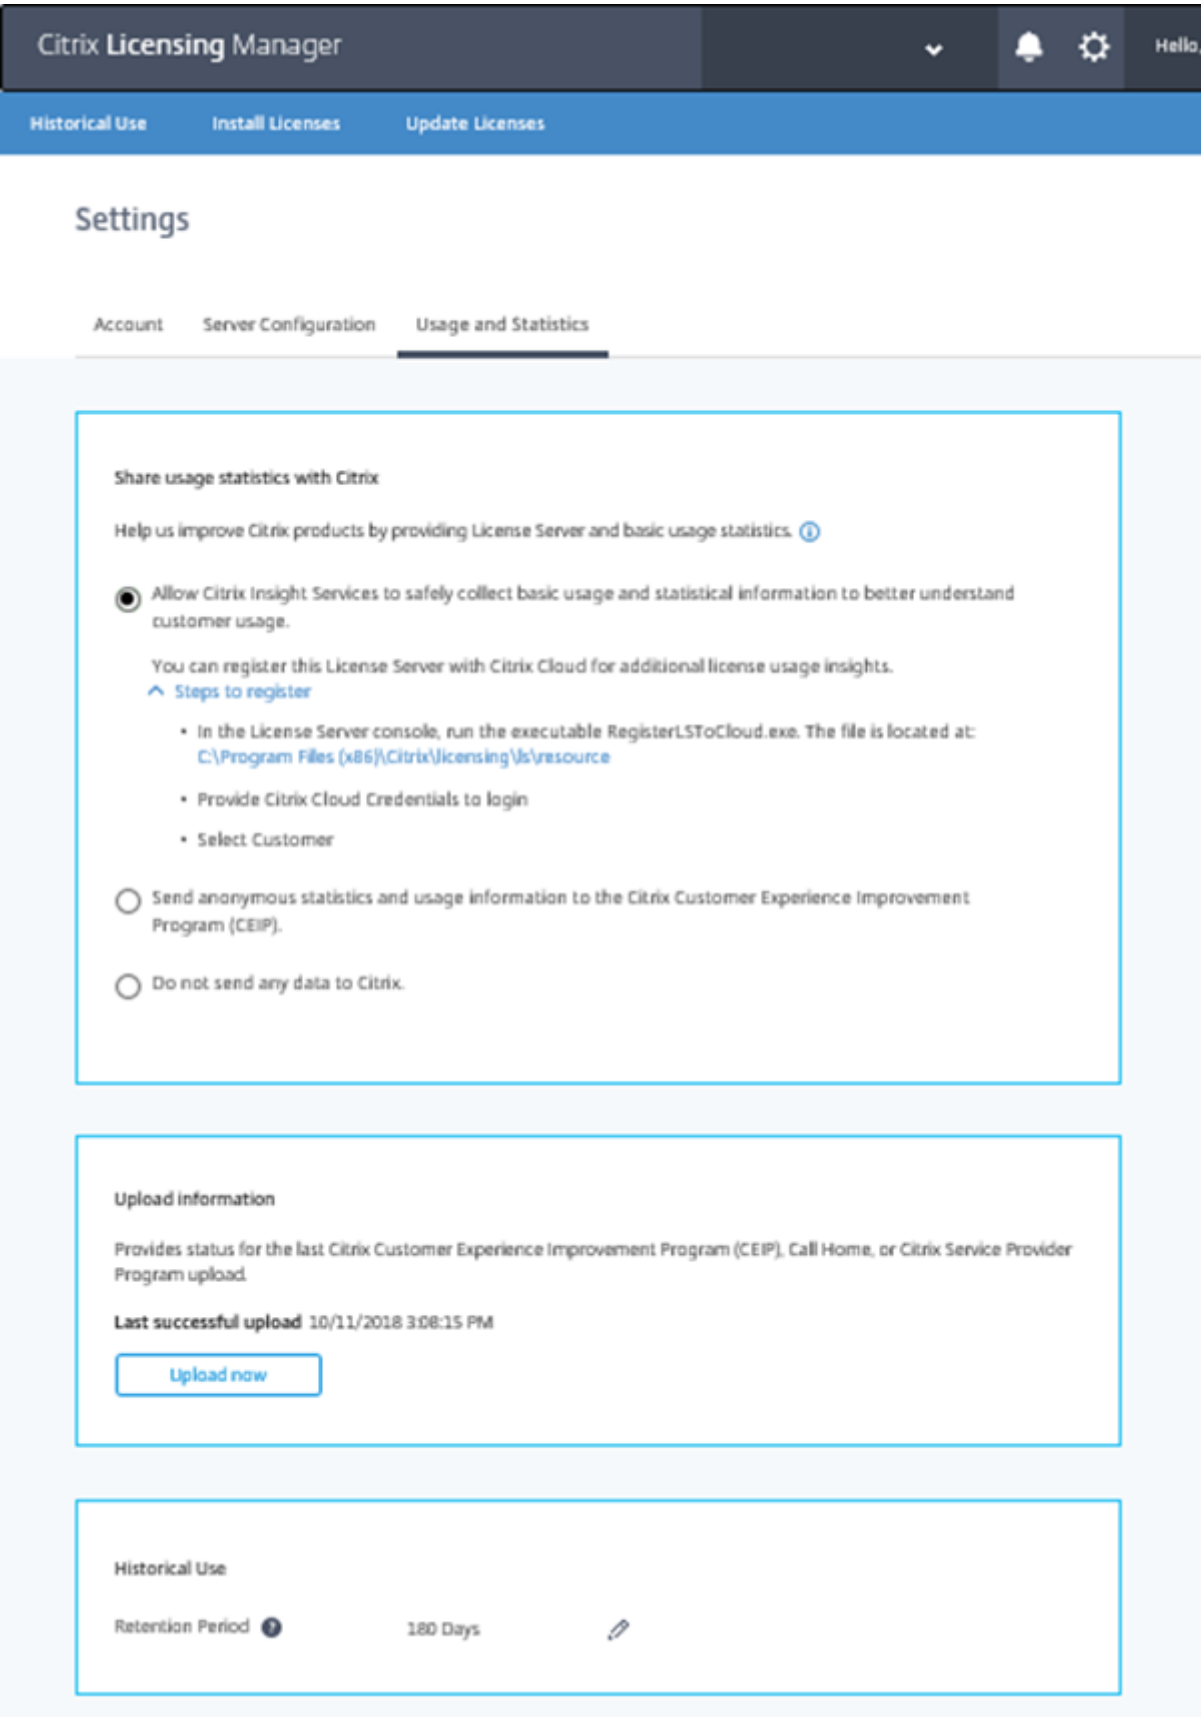 Citrix Licensing Manager
Hello,
Historical Use Install Licenses Update Licenses
Settings
Account Server Configuration Usage and Statistics
Share usage statistics with Citrix
Help us improve Citrix products by providing License Server and basic usage statistics.
Allow Citrix Insight Services to safely collect basic usage and statistical information to better understand
customer usage.
You can register this License Server with Citrix Cloud for additional license usage insights.
Steps to register
• In the License Server console, run the executable RegisterLSToCloud.exe. The file is located at:
C:\Program Files (x86)\Citrix\licensing\ls\resource
• Provide Citrix Cloud Credentials to login
• Select Customer
Send anonymous statistics and usage information to the Citrix Customer Experience Improvement
Program (CEIP).
Do not send any data to Citrix.
Upload information
Provides status for the last Citrix Customer Experience Improvement Program (CEIP), Call Home, or Citrix Service Provider
Program upload.
Last successful upload 10/11/2018 3:08:15 PM
Upload now
Historical Use
Retention Period ? 180 Days